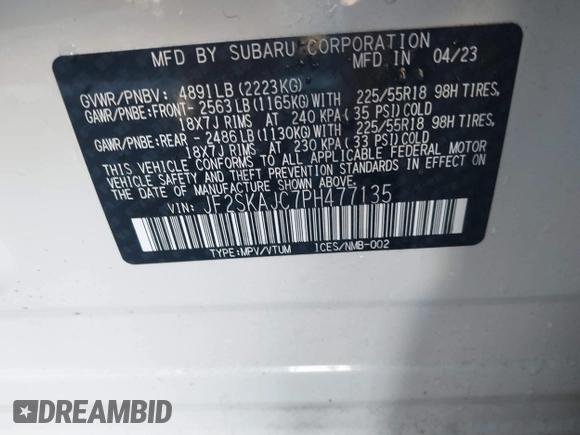 MFD BY SUBARU CORPORATION
MFD IN 04/23
GVWR/PNBV: 4891LB (2223KG)
GAWR/PNBE:FRONT- 2563LB(1165KG)WITH 225/55R18 98H TIRES,
18X7J RIMS AT 240 KPA( 35 PSI)COLD
GAWR/PNBE:REAR - 2486LB(1130KG)WITH 225/55R18 98H TIRES,
18X7J RIMS AT 230 KPA( 33 PSI)COLD
THIS VEHICLE CONFORMS TO ALL APPLICABLE FEDERAL MOTOR
VEHICLE SAFETY AND THEFT PREVENTION STANDARDS IN EFFECT
ON THE DATE OF MANUFACTURE SHOWN ABOVE.
VIN: JF2SKAJC7PH477135
TYPE:MPV/VTUM ICES/NMB-002
DREAMBID